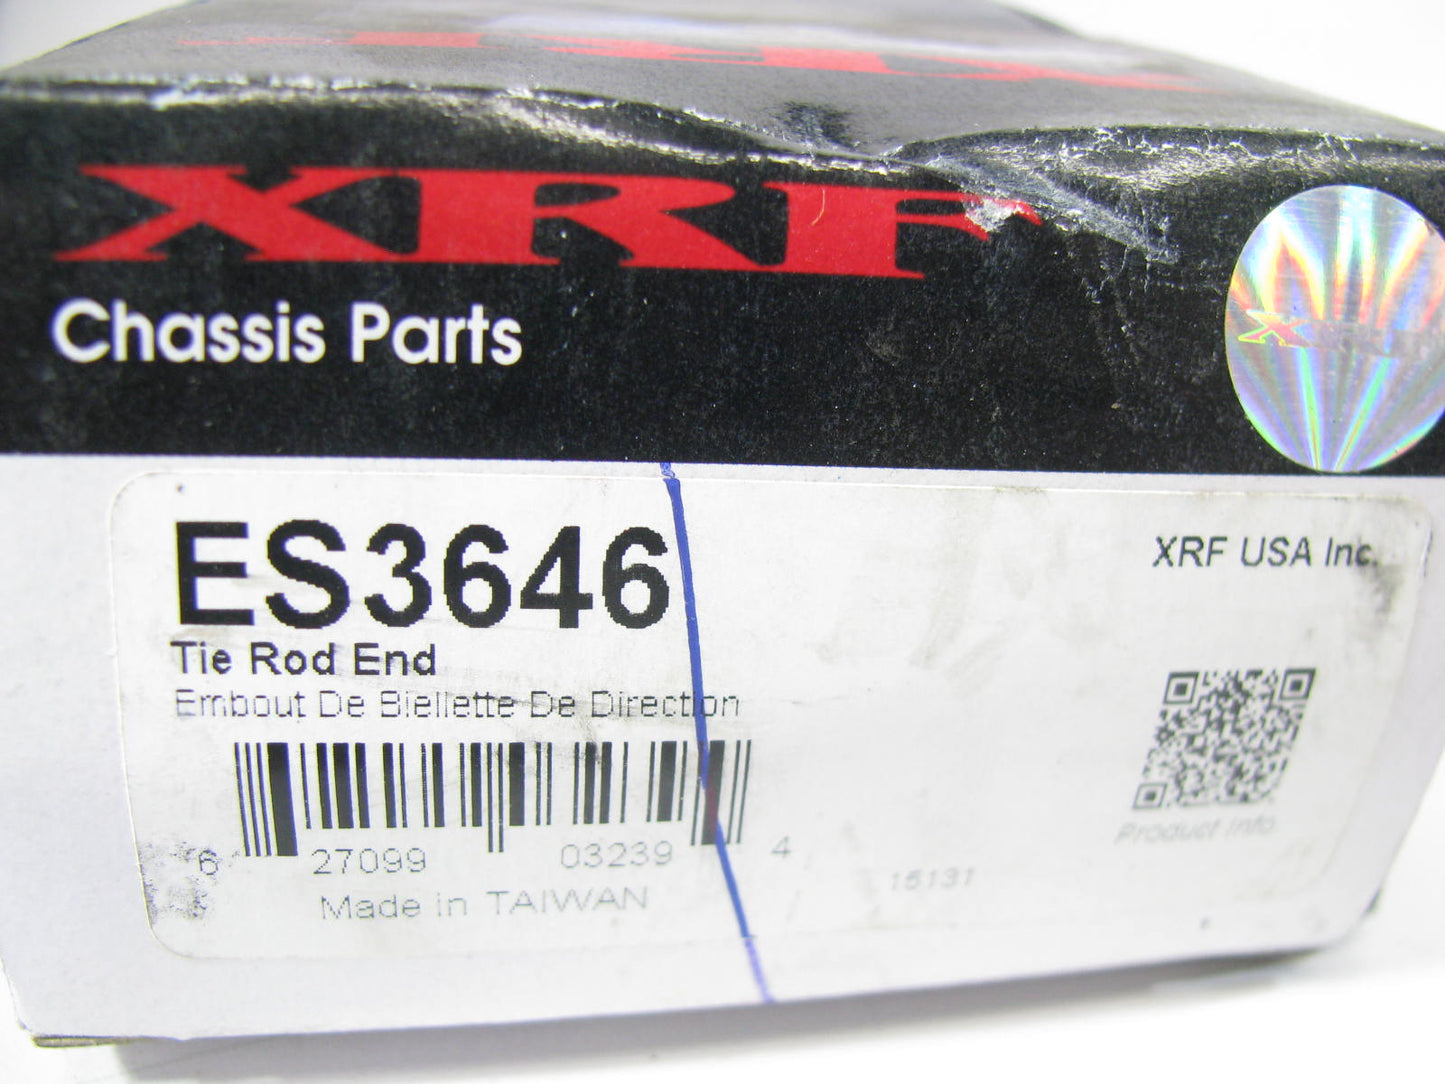 XRF
Chassis Parts
ES3646
XRF USA Inc.
Tie Rod End
Embout De Biellette De Direction
6 27099 03239 4
Product Info.
15131
Made in TAIWAN